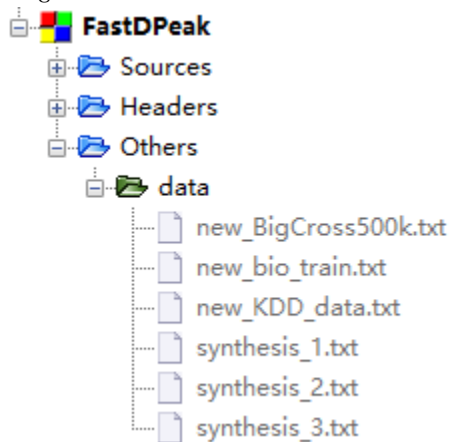 FastDPeak
Sources
Headers
Others
data
new_BigCross500k.txt
new_bio_train.txt
new_KDD_data.txt
synthesis_1.txt
synthesis_2.txt
synthesis_3.txt